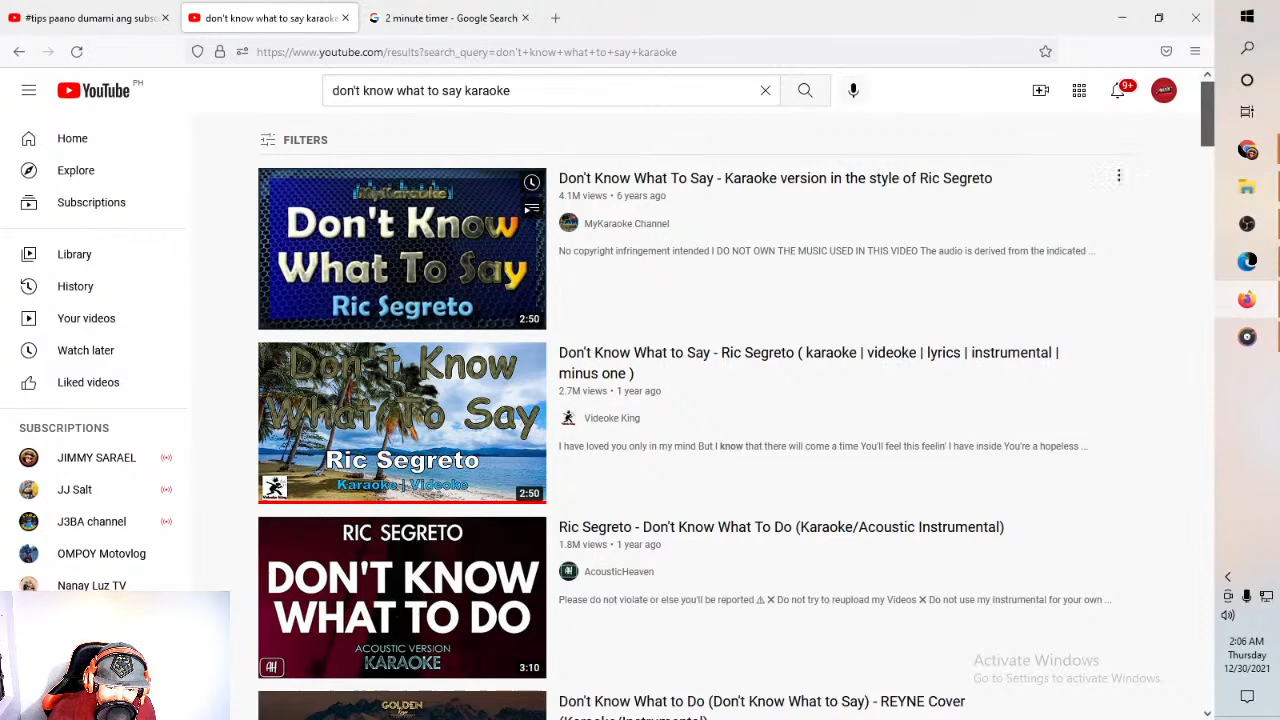 #tips paano dumami ang subsc
don't know what to say karaoke
2 minute timer - Google Search
https://www.youtube.com/results?search_query=don't+know+what+to+say+karaoke
YouTube PH
don't know what to say karaoke
9+
Home
Explore
Subscriptions
Library
History
Your videos
Watch later
Liked videos
SUBSCRIPTIONS
JIMMY SARAEL
JJ Salt
J3BA channel
OMPOY Motovlog
Nanay Luz TV
FILTERS
MyKaraoke
Don't Know
What To Say
Ric Segreto
2:50
Don't Know What To Say - Karaoke version in the style of Ric Segreto
4.1M views • 6 years ago
MyKaraoke Channel
No copyright infringement intended I DO NOT OWN THE MUSIC USED IN THIS VIDEO The audio is derived from the indicated ...
Don't Know
What To Say
Ric Segreto
Karaoke | Videoke
Videoke King
2:50
Don't Know What to Say - Ric Segreto ( karaoke | videoke | lyrics | instrumental |
minus one )
2.7M views • 1 year ago
Videoke King
I have loved you only in my mind But I know that there will come a time You'll feel this feelin' I have inside You're a hopeless ...
RIC SEGRETO
DON'T KNOW
WHAT TO DO
ACOUSTIC VERSION
KARAOKE
AH
3:10
Ric Segreto - Don't Know What To Do (Karaoke/Acoustic Instrumental)
1.8M views • 1 year ago
AcousticHeaven
Please do not violate or else you'll be reported ⚠ ❌ Do not try to reupload my Videos ❌ Do not use my Instrumental for your own ...
GOLDEN
Don't Know What to Do (Don't Know What to Say) - REYNE Cover
(Karaoke/Instrumental)
Activate Windows
Go to Settings to activate Windows.
2:06 AM
Thursday
12/30/2021